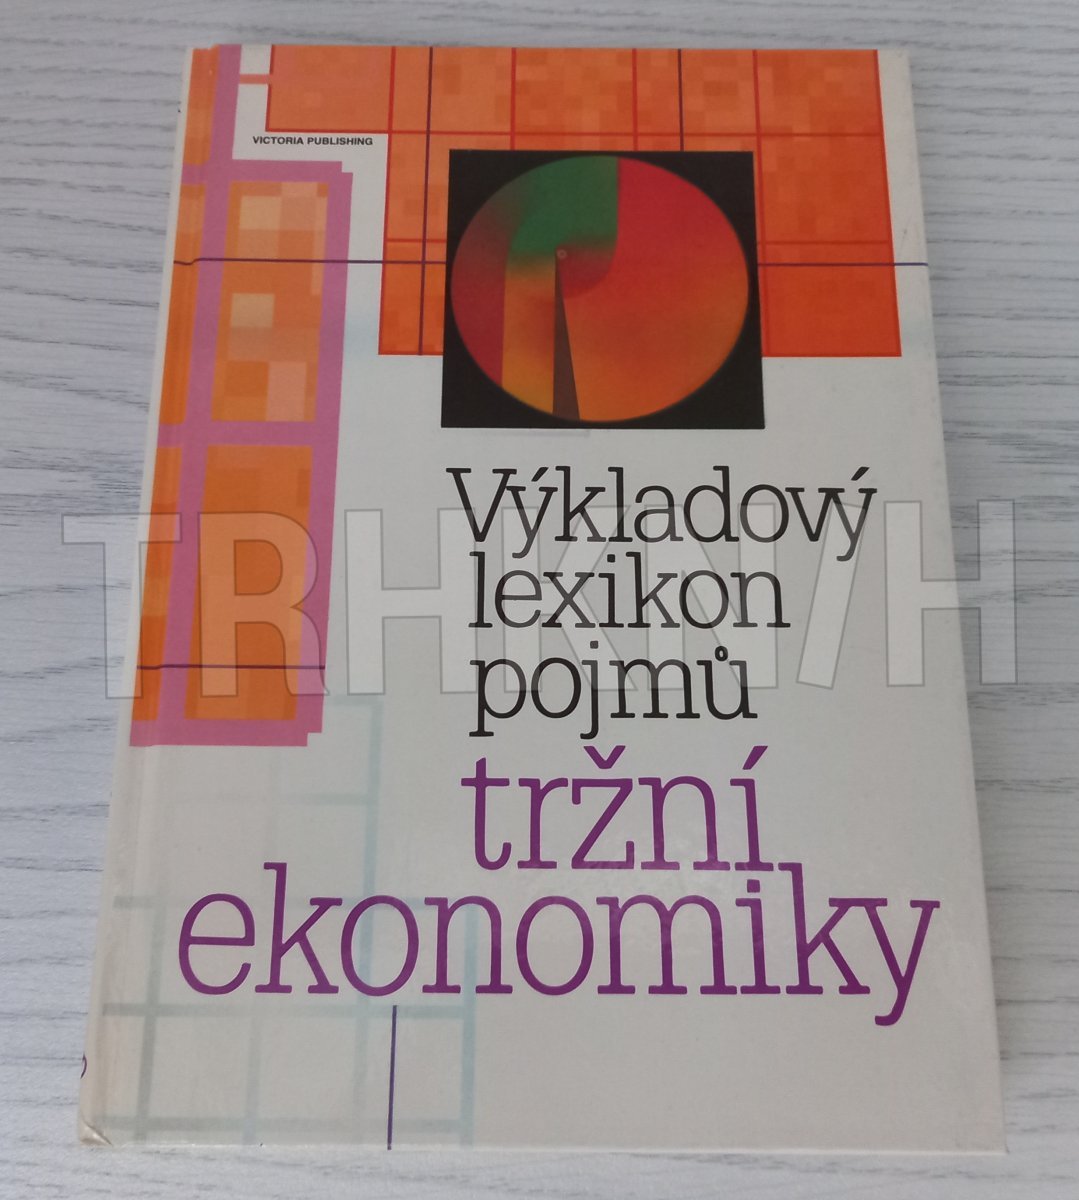 VICTORIA PUBLISHING
Výkladový
lexikon
pojmů
tržní
ekonomiky
TRHKNIH